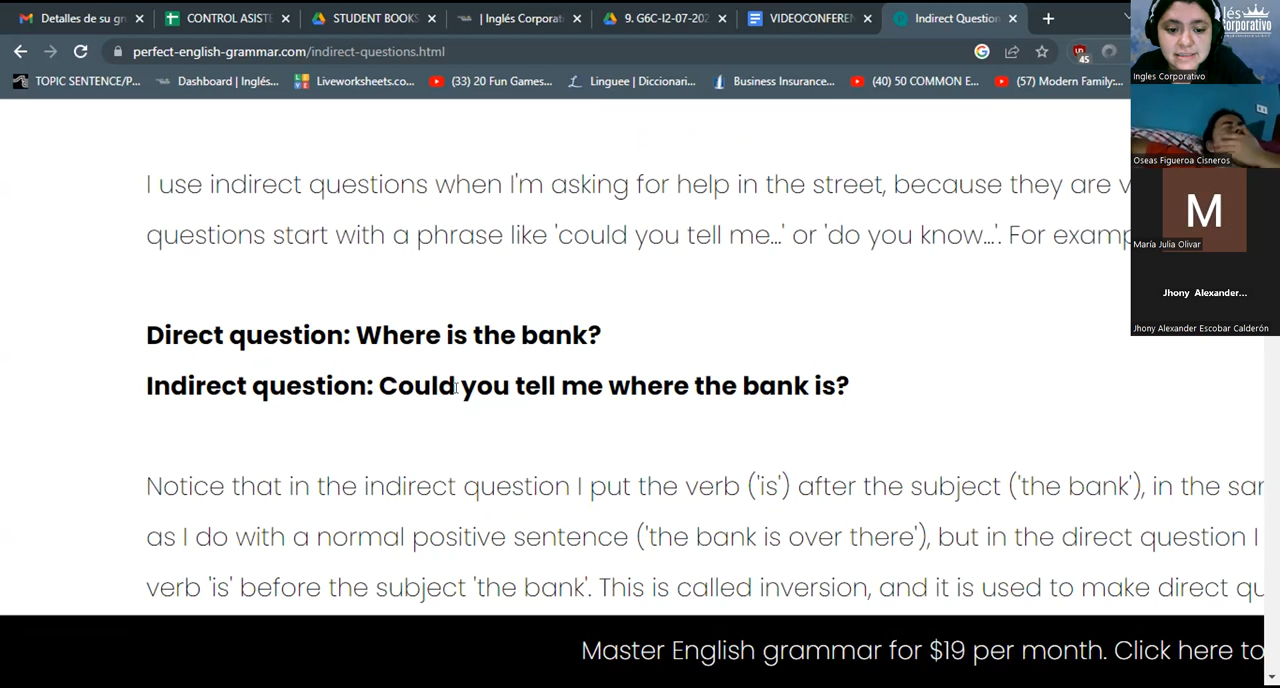 Detalles de su gru
CONTROL ASISTE
STUDENT BOOKS
| Inglés Corporati
9. G6C-I2-07-202
VIDEOCONFEREN
Indirect Question
perfect-english-grammar.com/indirect-questions.html
45
TOPIC SENTENCE/P...
Dashboard | Inglés...
Liveworksheets.co...
(33) 20 Fun Games...
Linguee | Diccionari...
Business Insurance...
(40) 50 COMMON E...
(57) Modern Family:...
lés
Corporativo
Ingles Corporativo
Oseas Figueroa Cisneros
M
María Julia Olivar
Jhony Alexander...
Jhony Alexander Escobar Calderón
I use indirect questions when I'm asking for help in the street, because they are v
questions start with a phrase like 'could you tell me...' or 'do you know...'. For examp
Direct question: Where is the bank?
Indirect question: Could you tell me where the bank is?
Notice that in the indirect question I put the verb ('is') after the subject ('the bank'), in the sar
as I do with a normal positive sentence ('the bank is over there'), but in the direct question I
verb 'is' before the subject 'the bank'. This is called inversion, and it is used to make direct qu
Master English grammar for $19 per month. Click here to